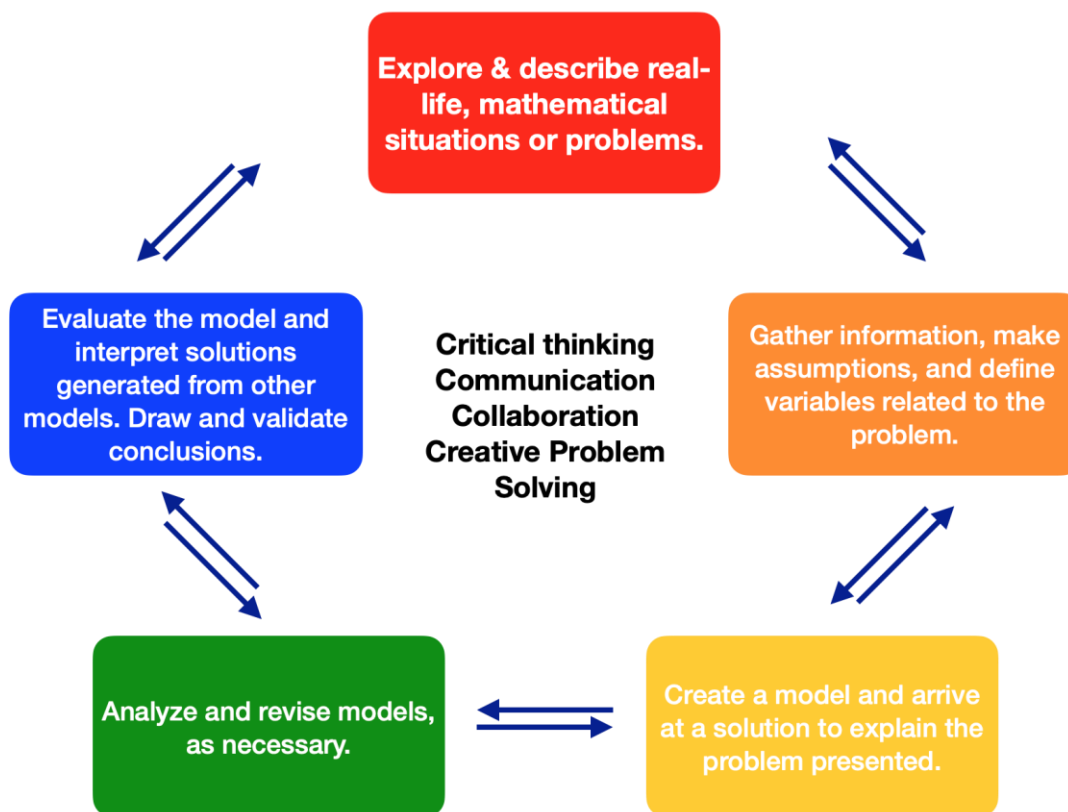 Explore & describe real-
life, mathematical
situations or problems.
Evaluate the model and
interpret solutions
generated from other
models. Draw and validate
conclusions.
Critical thinking
Communication
Collaboration
Creative Problem
Solving
Gather information, make
assumptions, and define
variables related to the
problem.
Analyze and revise models,
as necessary.
Create a model and arrive
at a solution to explain the
problem presented.